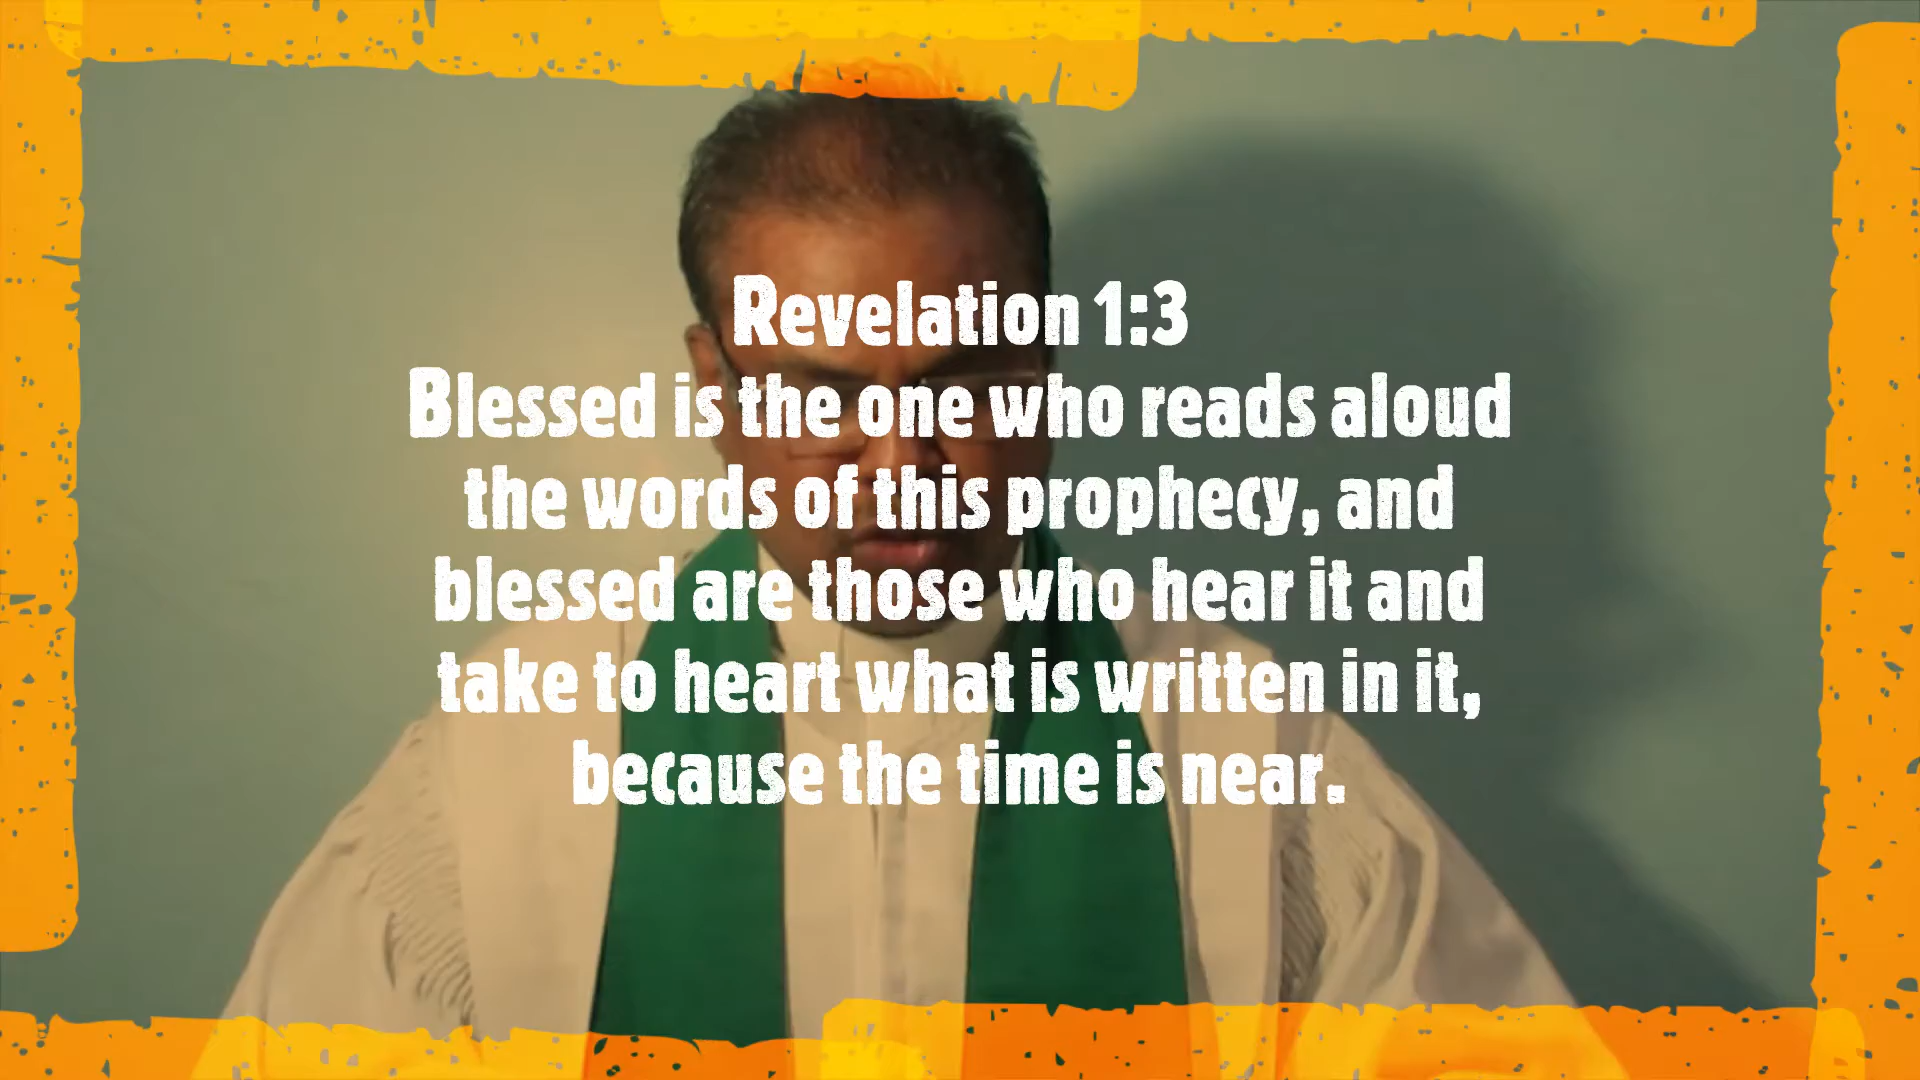 Revelation 1:3
Blessed is the one who reads aloud
the words of this prophecy, and
blessed are those who hear it and
take to heart what is written in it,
because the time is near.